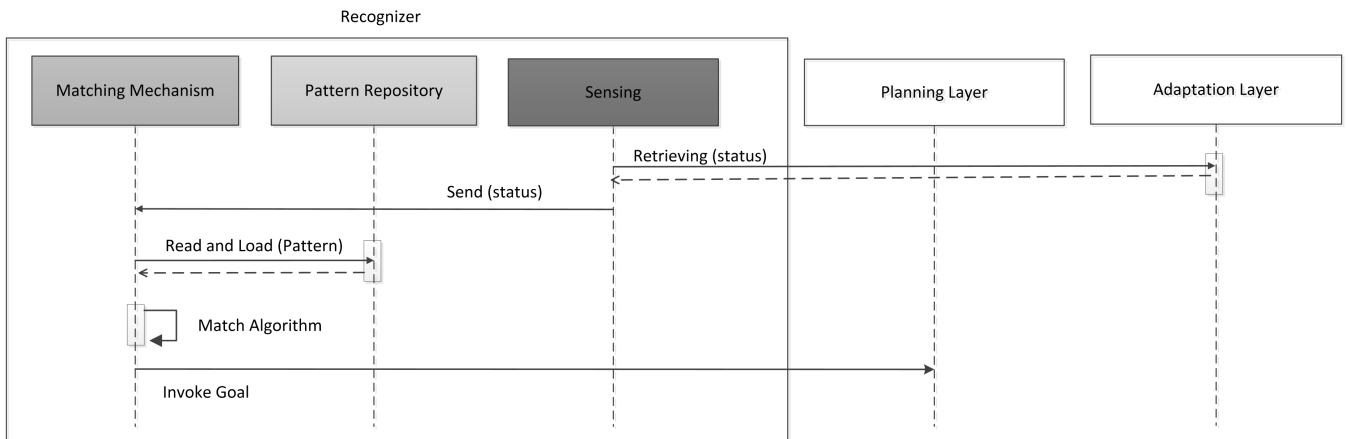 Recognizer
Matching Mechanism
Pattern Repository
Sensing
Planning Layer
Adaptation Layer
Retrieving (status)
Send (status)
Read and Load (Pattern)
Match Algorithm
Invoke Goal